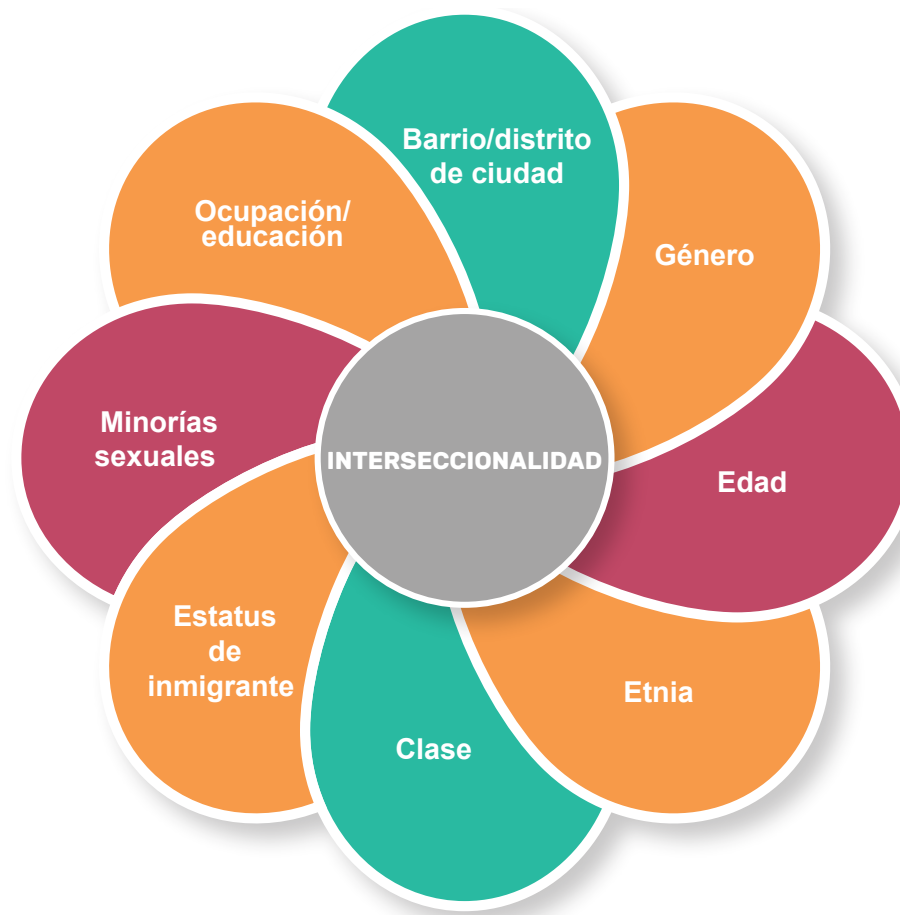 Barrio/distrito
de ciudad
Género
Edad
Etnia
Clase
Estatus
de
inmigrante
Minorías
sexuales
Ocupación/
educación
INTERSECCIONALIDAD